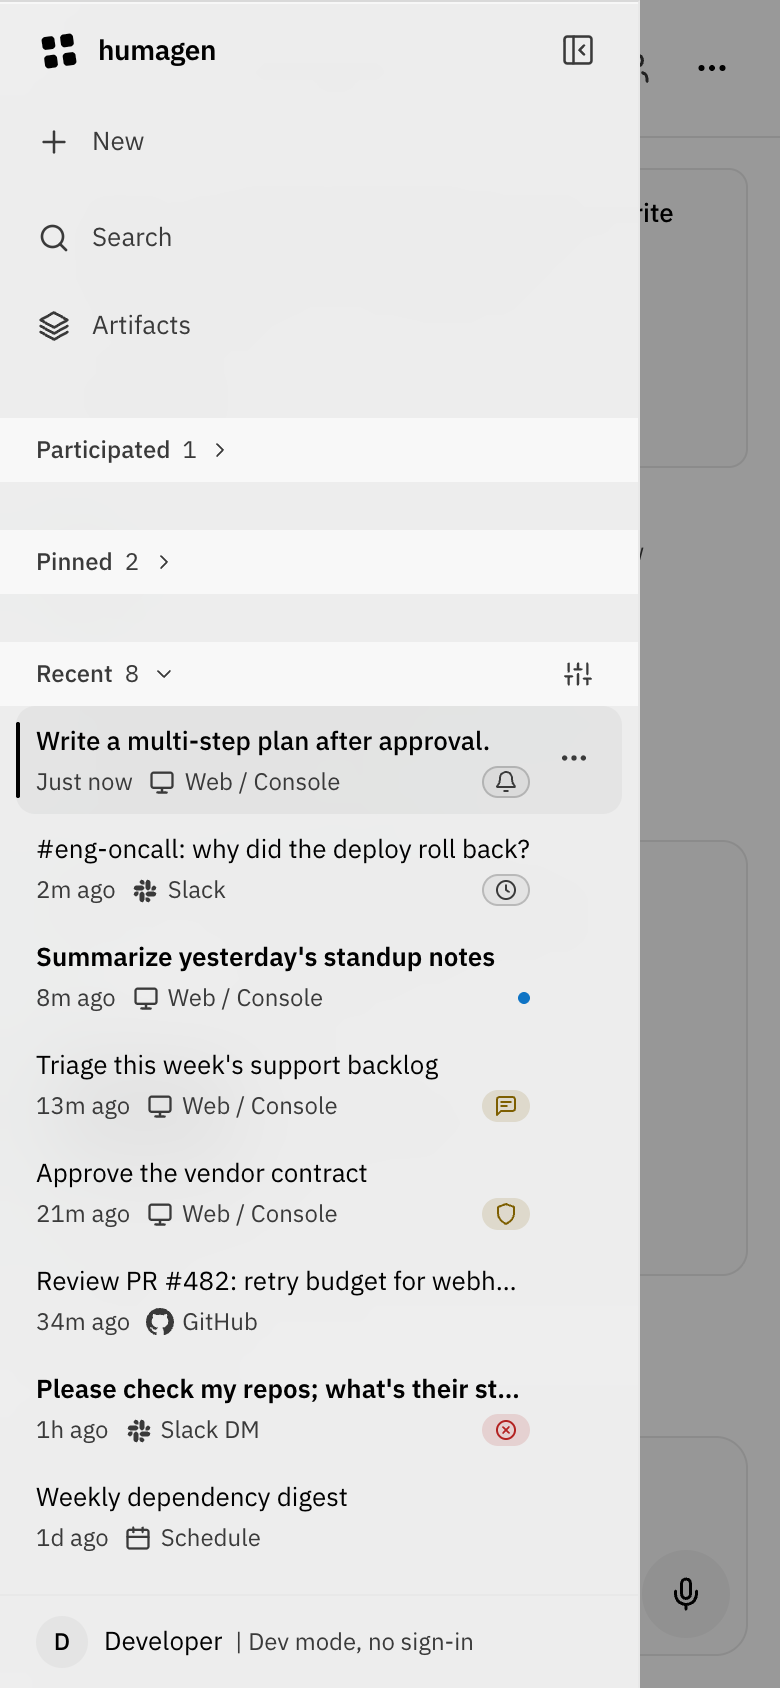 humagen
New
Search
rite
Artifacts
Participated 1
Pinned 2
Recent 8
Write a multi-step plan after approval.
Just now Web / Console
#eng-oncall: why did the deploy roll back?
2m ago Slack
Summarize yesterday's standup notes
8m ago Web / Console
Triage this week's support backlog
13m ago Web / Console
Approve the vendor contract
21m ago Web / Console
Review PR #482: retry budget for webh...
34m ago GitHub
Please check my repos; what's their st...
1h ago Slack DM
Weekly dependency digest
1d ago Schedule
D Developer | Dev mode, no sign-in